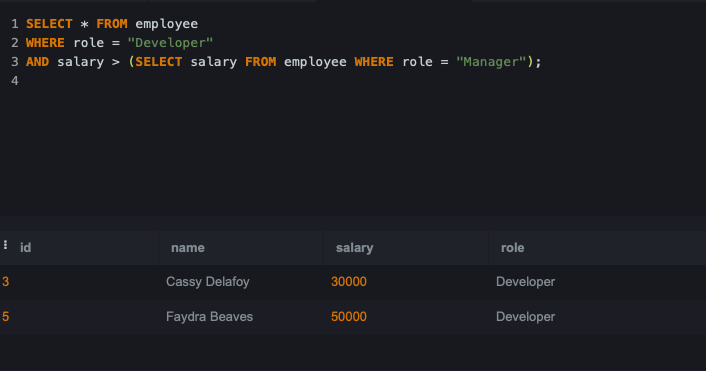 1 SELECT * FROM employee
2 WHERE role = "Developer"
3 AND salary > (SELECT salary FROM employee WHERE role = "Manager");
4
id name salary role
3 Cassy Delafoy 30000 Developer
5 Faydra Beaves 50000 Developer